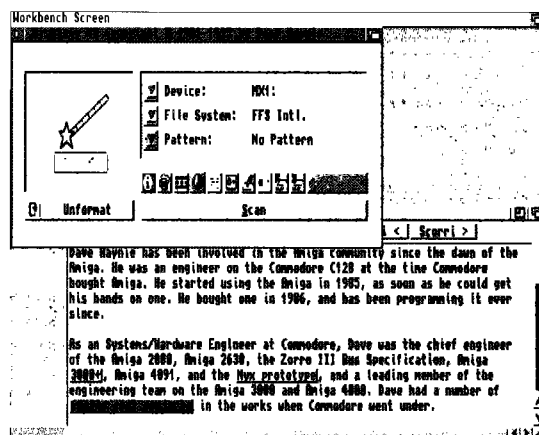 Workbench Screen
Device: MX1:
File System: FFS Intl.
Pattern: No Pattern
Unformat
Scan
i < Scorri >
Dave Haynie has been involved in the Amiga community since the dawn of the
Amiga. He was an engineer on the Commodore C128 at the time Commodore
bought Amiga. He started using the Amiga in 1985, as soon as he could get
his hands on one. He bought one in 1986, and has been programming it ever
since.
As an Systems/Hardware Engineer at Commodore, Dave was the chief engineer
of the Amiga 2000, Amiga 2630, the Zorro III Bus Specification, Amiga
3000+, Amiga 4091, and the Nyx prototype, and a leading member of the
engineering team on the Amiga 3000 and Amiga 4000. Dave had a number of
in the works when Commodore went under.